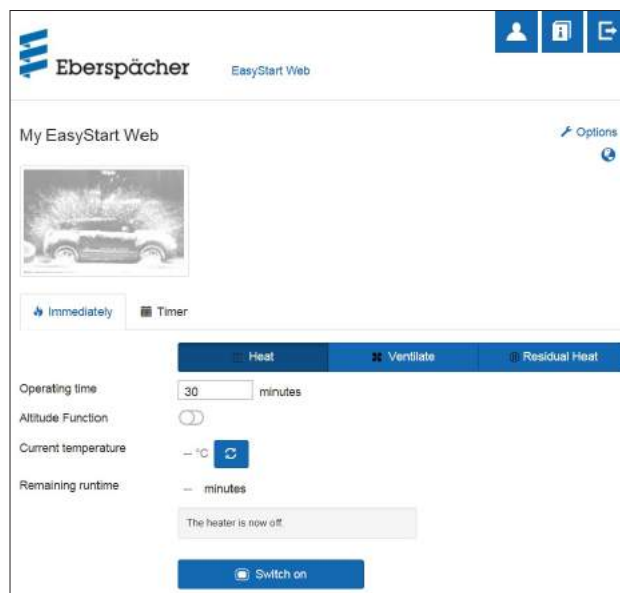 Eberspächer
EasyStart Web
My EasyStart Web
Options
Immediately
Timer
Heat
Ventilate
Residual Heat
Operating time 30 minutes
Altitude Function
Current temperature -- °C
Remaining runtime -- minutes
The heater is now off.
Switch on